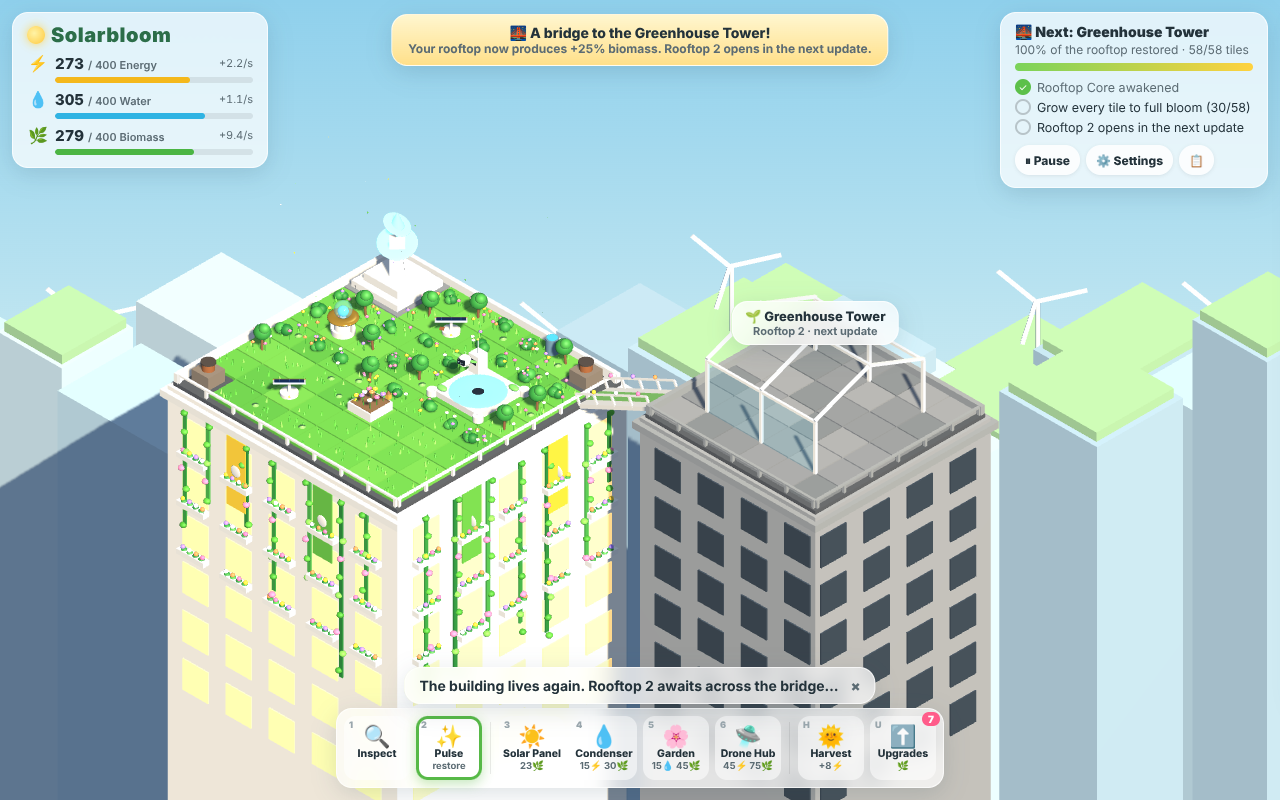 Solarbloom
273 / 400 Energy +2.2/s
305 / 400 Water +1.1/s
279 / 400 Biomass +9.4/s
A bridge to the Greenhouse Tower!
Your rooftop now produces +25% biomass. Rooftop 2 opens in the next update.
Next: Greenhouse Tower
100% of the rooftop restored · 58/58 tiles
Rooftop Core awakened
Grow every tile to full bloom (30/58)
Rooftop 2 opens in the next update
Pause Settings
Greenhouse Tower
Rooftop 2 · next update
The building lives again. Rooftop 2 awaits across the bridge... ×
1 Inspect
2 Pulse
restore
3 Solar Panel
23
4 Condenser
15 30
5 Garden
15 45
6 Drone Hub
45 75
H Harvest
+8
U Upgrades
7